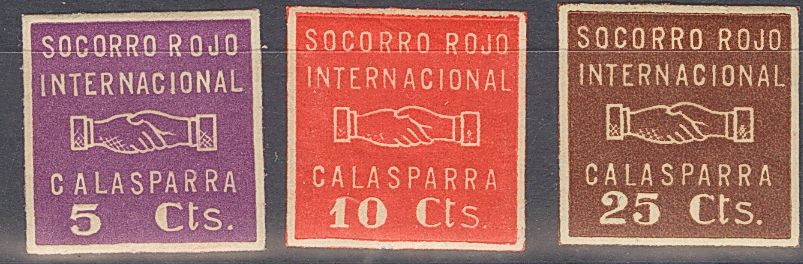 SOCORRO ROJO
INTERNACIONAL
CALASPARRA
5 Cts.
SOCORRO ROJO
INTERNACIONAL
CALASPARRA
10 Cts.
SOCORRO ROJO
INTERNACIONAL
CALASPARRA
25 Cts.